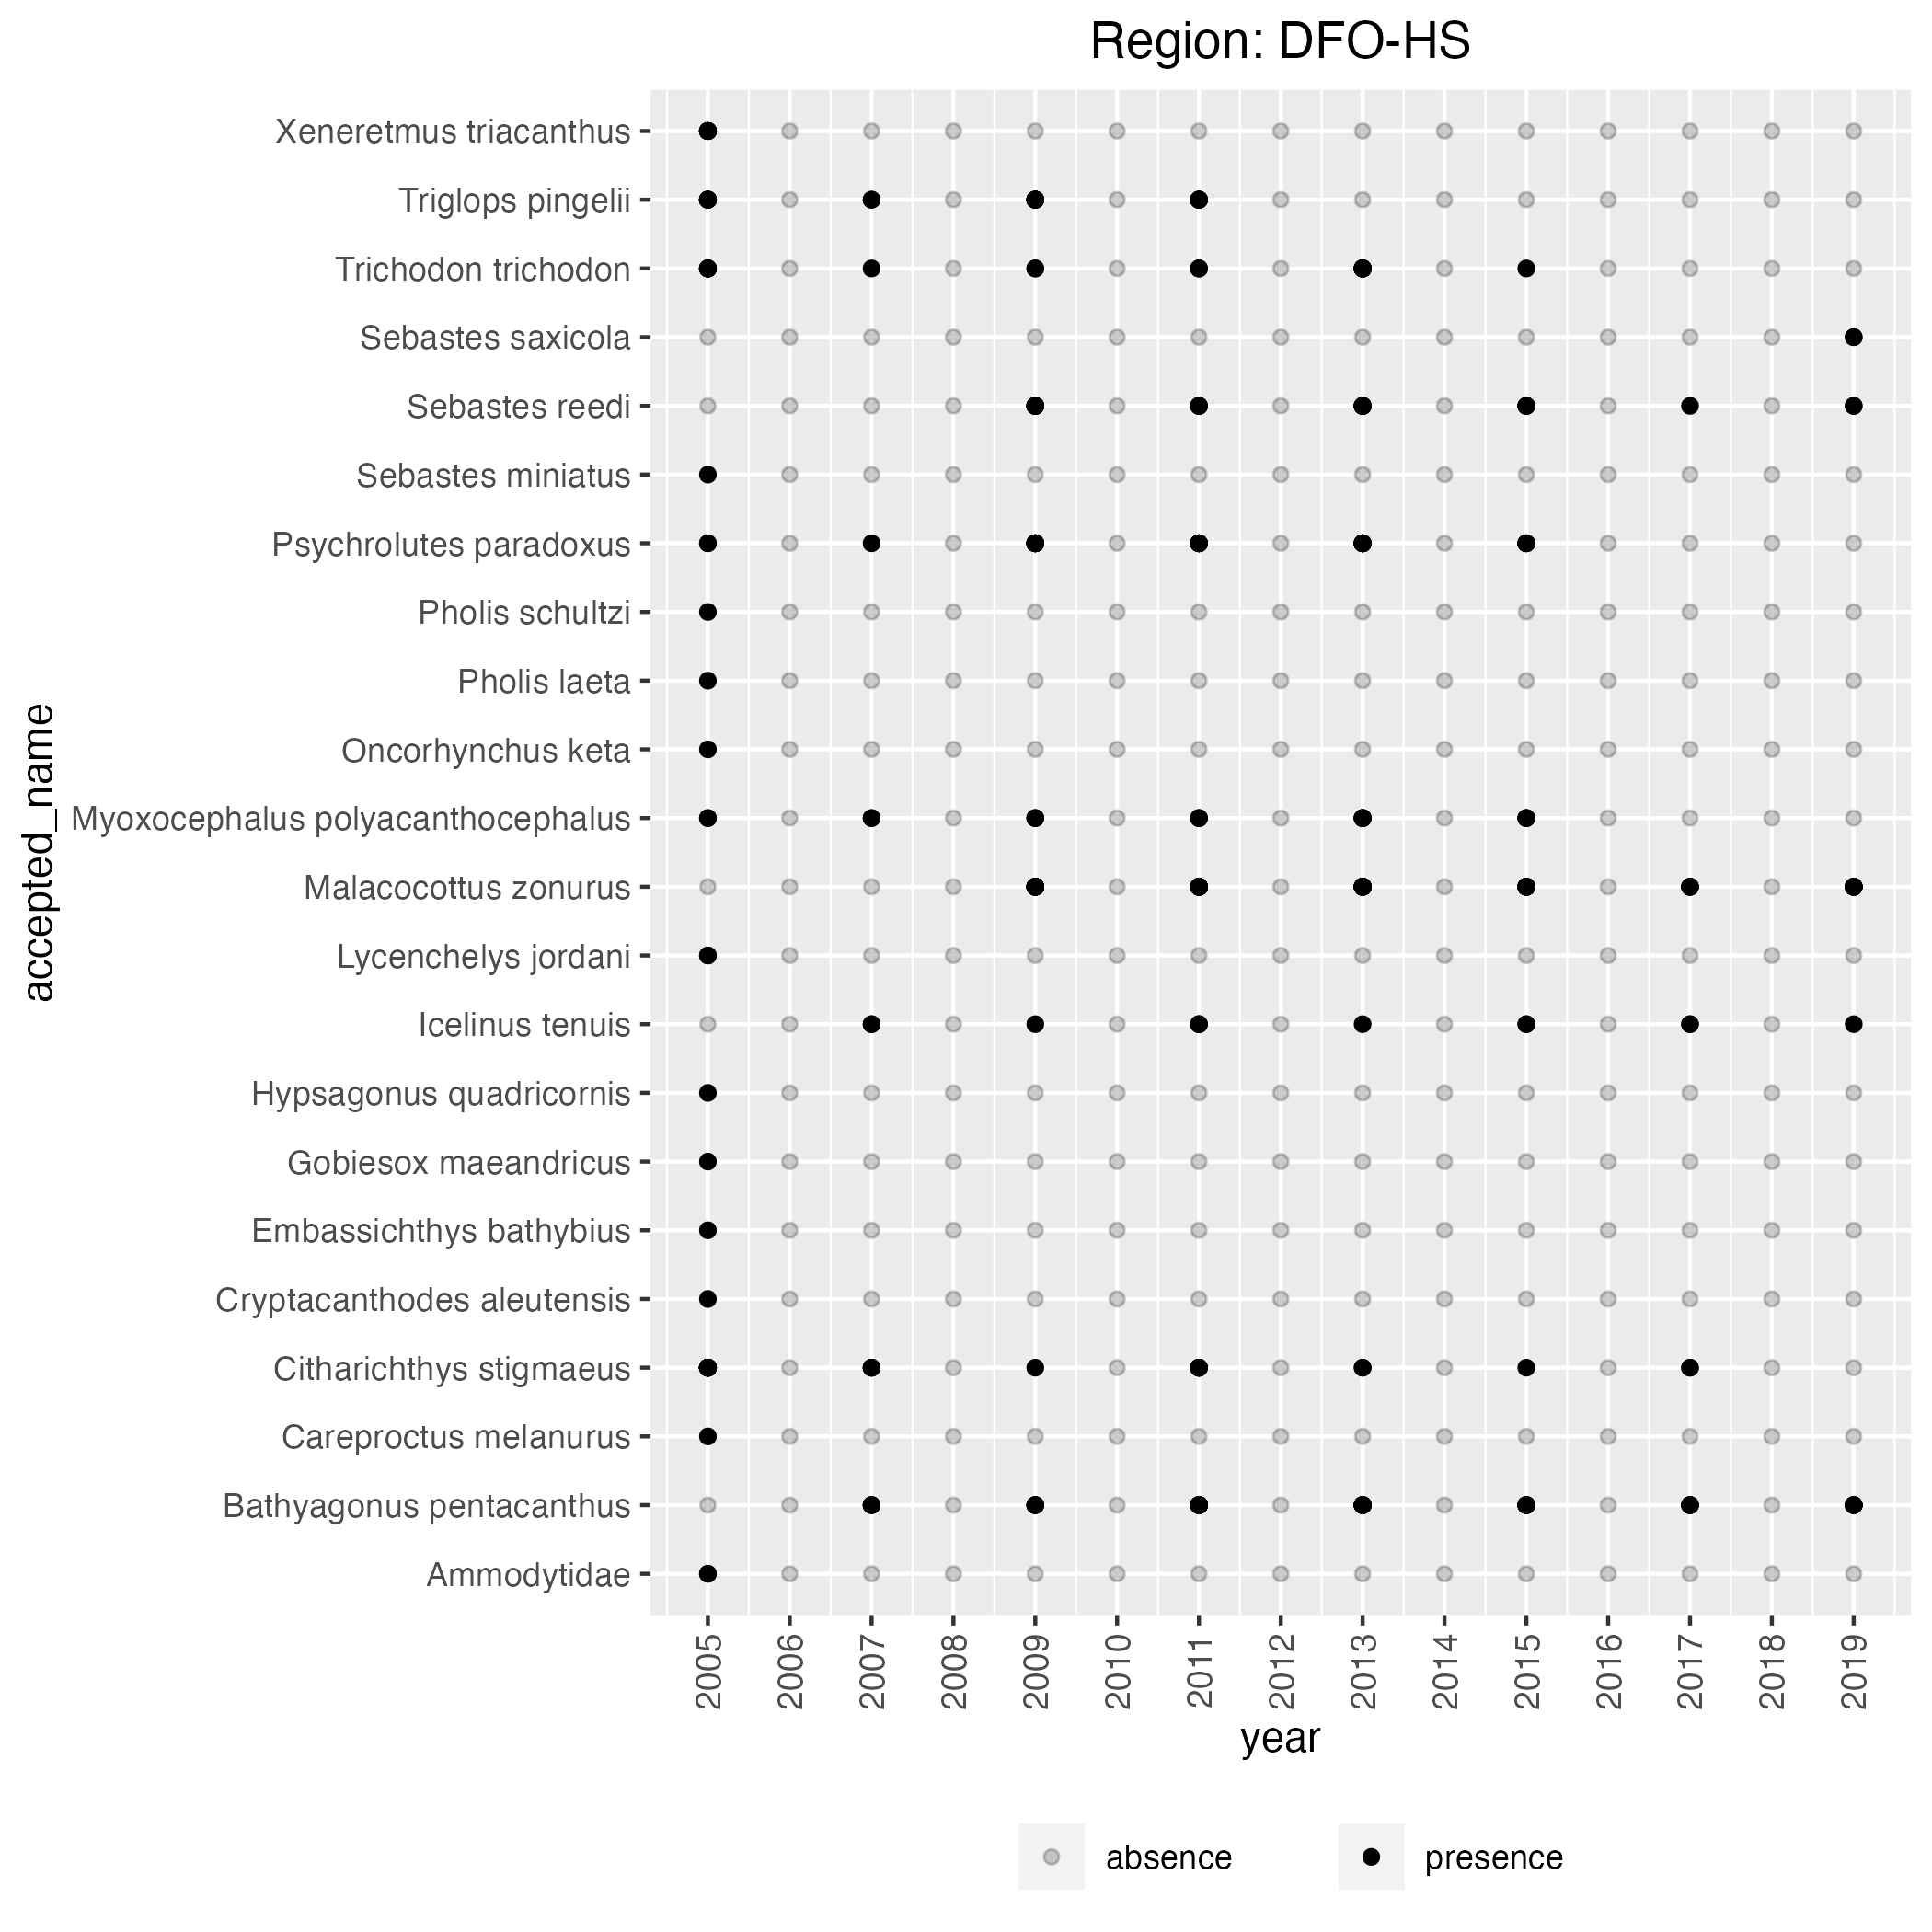 Region: DFO-HS
accepted_name
Xeneretmus triacanthus
Triglops pingelii
Trichodon trichodon
Sebastes saxicola
Sebastes reedi
Sebastes miniatus
Psychrolutes paradoxus
Pholis schultzi
Pholis laeta
Oncorhynchus keta
Myoxocephalus polyacanthocephalus
Malacocottus zonurus
Lycenchelys jordani
Icelinus tenuis
Hypsagonus quadricornis
Gobiesox maeandricus
Embassichthys bathybius
Cryptacanthodes aleutensis
Citharichthys stigmaeus
Careproctus melanurus
Bathyagonus pentacanthus
Ammodytidae
2005 2006 2007 2008 2009 2010 2011 2012 2013 2014 2015 2016 2017 2018 2019
year
absence presence